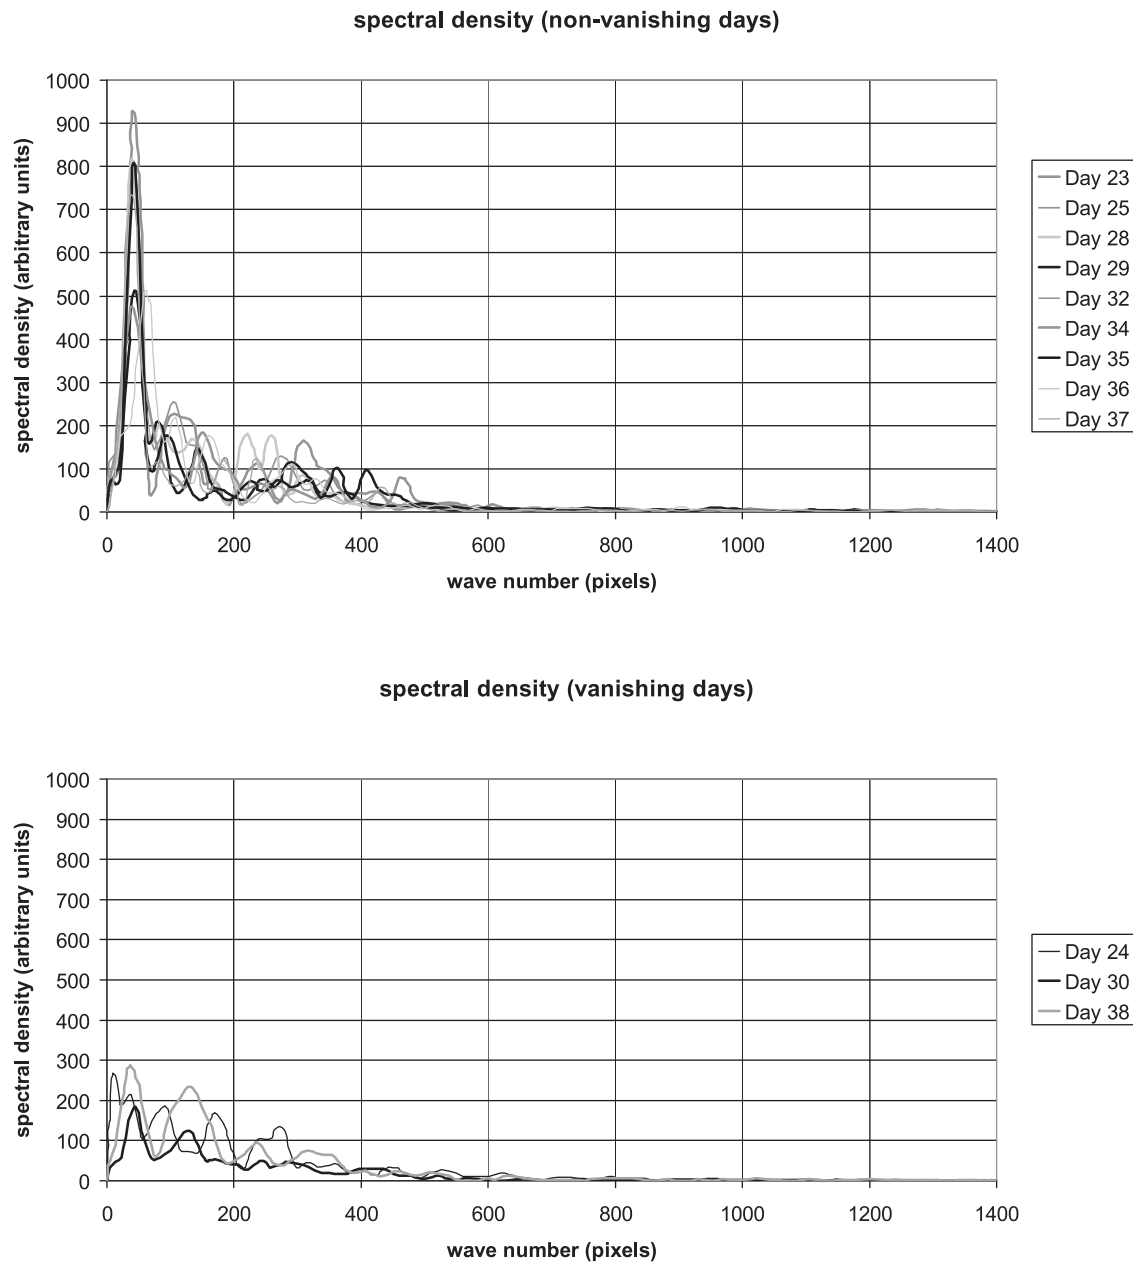 spectral density (non-vanishing days)
1000
900
800
700
600
500
400
300
200
100
0
spectral density (arbitrary units)
0 200 400 600 800 1000 1200 1400
wave number (pixels)
Day 23
Day 25
Day 28
Day 29
Day 32
Day 34
Day 35
Day 36
Day 37
spectral density (vanishing days)
1000
900
800
700
600
500
400
300
200
100
0
spectral density (arbitrary units)
0 200 400 600 800 1000 1200 1400
wave number (pixels)
Day 24
Day 30
Day 38